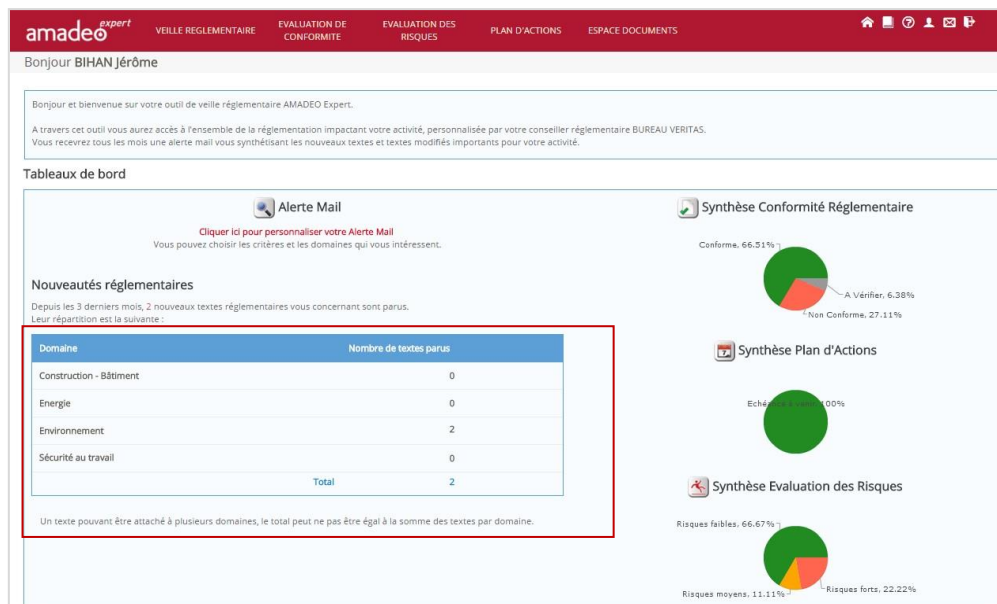 amadeo expert
VEILLE REGLEMENTAIRE
EVALUATION DE
CONFORMITE
EVALUATION DES
RISQUES
PLAN D'ACTIONS
ESPACE DOCUMENTS
Bonjour BIHAN Jérôme
Bonjour et bienvenue sur votre outil de veille réglementaire AMADEO Expert.
A travers cet outil vous aurez accès à l'ensemble de la réglementation impactant votre activité, personnalisée par votre conseiller réglementaire BUREAU VERITAS.
Vous recevrez tous les mois une alerte mail vous synthétisant les nouveaux textes et textes modifiés importants pour votre activité.
Tableaux de bord
Alerte Mail
Cliquer ici pour personnaliser votre Alerte Mail
Vous pouvez choisir les critères et les domaines qui vous intéressent.
Nouveautés réglementaires
Depuis les 3 derniers mois, 2 nouveaux textes réglementaires vous concernant sont parus.
Leur répartition est la suivante :
Domaine Nombre de textes parus
Construction - Bâtiment 0
Energie 0
Environnement 2
Sécurité au travail 0
Total 2
Un texte pouvant être attaché à plusieurs domaines, le total peut ne pas être égal à la somme des textes par domaine.
Synthèse Conformité Réglementaire
Conforme, 66.51%
A Vérifier, 6.38%
Non Conforme, 27.11%
Synthèse Plan d'Actions
Echéance à venir, 100%
Synthèse Evaluation des Risques
Risques faibles, 66.67%
Risques moyens, 11.11%
Risques forts, 22.22%